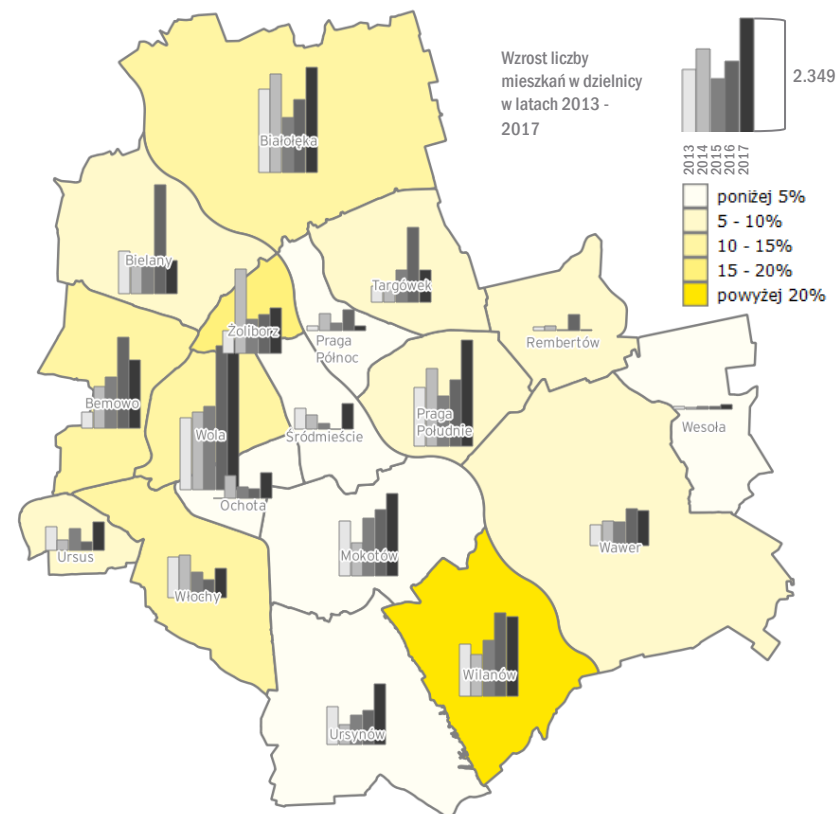 Wzrost liczby
mieszkań w dzielnicy
w latach 2013 -
2017
2.349
2013
2014
2015
2016
2017
poniżej 5%
5 - 10%
10 - 15%
15 - 20%
powyżej 20%
Białołęka
Bielany
Targówek
Żoliborz
Praga
Północ
Rembertów
Bemowo
Praga
Południe
Wesoła
Wola
Śródmieście
Ochota
Ursus
Mokotów
Wawer
Włochy
Wilanów
Ursynów